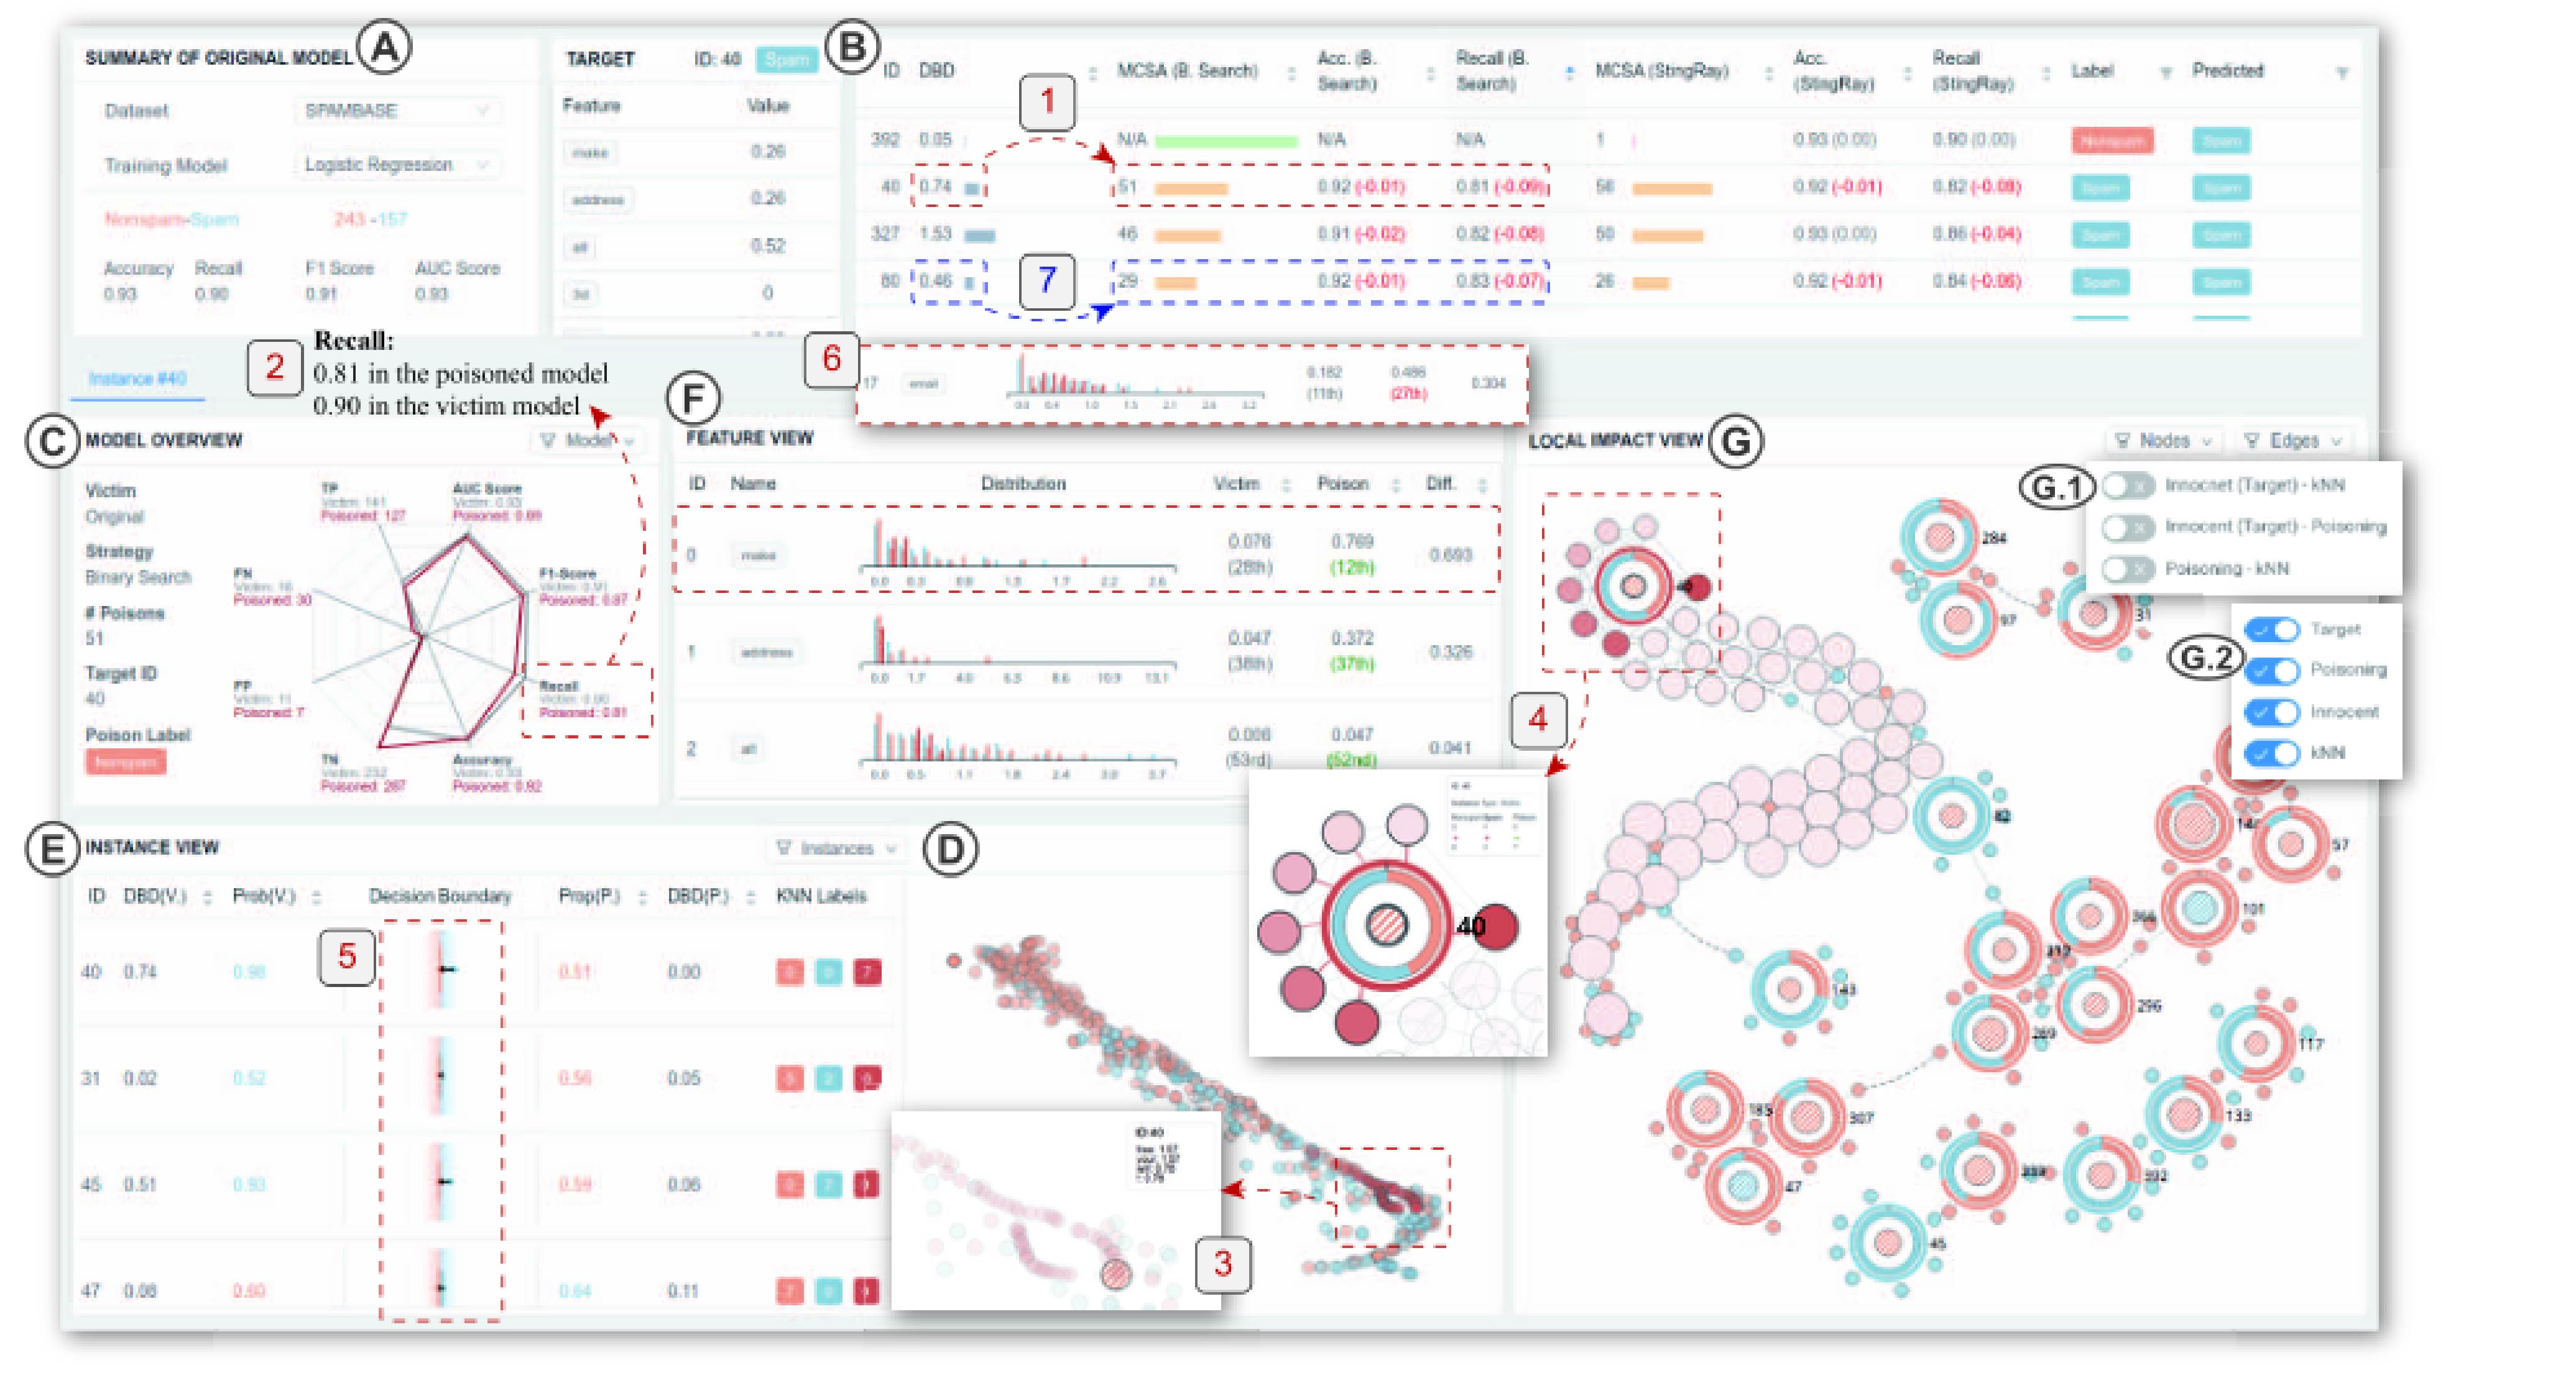 SUMMARY OF ORIGINAL MODEL
A
Dataset
SPAMBASE
Training Model
Logistic Regression
Nonspam-Spam
243 -157
Accuracy Recall F1 Score AUC Score
0.93 0.90 0.91 0.93
TARGET ID: 40 Spam
Feature Value
make 0.26
address 0.26
all 0.52
3d 0
B
ID DBD MCSA (B. Search) Acc. (B. Search) Recall (B. Search) MCSA (StingRay) Acc. (StingRay) Recall (StingRay) Label Predicted
392 0.05 N/A N/A N/A 1 0.93 (0.00) 0.90 (0.00) Nonspam Spam
40 0.74 51 0.92 (-0.01) 0.81 (-0.09) 56 0.92 (-0.01) 0.82 (-0.08) Spam Spam
327 1.53 46 0.91 (-0.02) 0.82 (-0.08) 50 0.93 (0.00) 0.86 (-0.04) Spam Spam
80 0.46 29 0.92 (-0.01) 0.83 (-0.07) 26 0.92 (-0.01) 0.84 (-0.06) Spam Spam
1
7
2
Recall:
0.81 in the poisoned model
0.90 in the victim model
Instance #40
6
17 email 0.182 (11th) 0.486 (27th) 0.304
C
MODEL OVERVIEW
Model
Victim
Original
Strategy
Binary Search
# Poisons
51
Target ID
40
Poison Label
Nonspam
TP
Victim: 141
Poisoned: 127
AUC Score
Victim: 0.93
Poisoned: 0.89
F1-Score
Victim: 0.91
Poisoned: 0.87
Recall
Victim: 0.90
Poisoned: 0.81
Accuracy
Victim: 0.93
Poisoned: 0.92
TN
Victim: 232
FP
Victim: 11
Poisoned: 7
FN
Victim: 16
Poisoned: 30
F
FEATURE VIEW
ID Name Distribution Victim Poison Diff.
0 make 0.076 (28th) 0.769 (12th) 0.693
1 address 0.047 (38th) 0.372 (37th) 0.326
2 all 0.006 (53rd) 0.047 (52nd) 0.041
LOCAL IMPACT VIEW
G
Nodes
Edges
G.1
Innocnet (Target) - kNN
Innocent (Target) - Poisoning
Poisoning - kNN
G.2
Target
Poisoning
Innocent
kNN
4
40
284
97
31
57
101
296
143
117
133
185
307
47
45
E
INSTANCE VIEW
Instances
ID DBD(V.) Prob(V.) Decision Boundary Prop(P.) DBD(P.) KNN Labels
40 0.74 0.98 0.51 0.00 0 0 7
31 0.02 0.52 0.56 0.05
45 0.51 0.93 0.59 0.06
47 0.08 0.60 0.64 0.11
5
D
3
ID:40